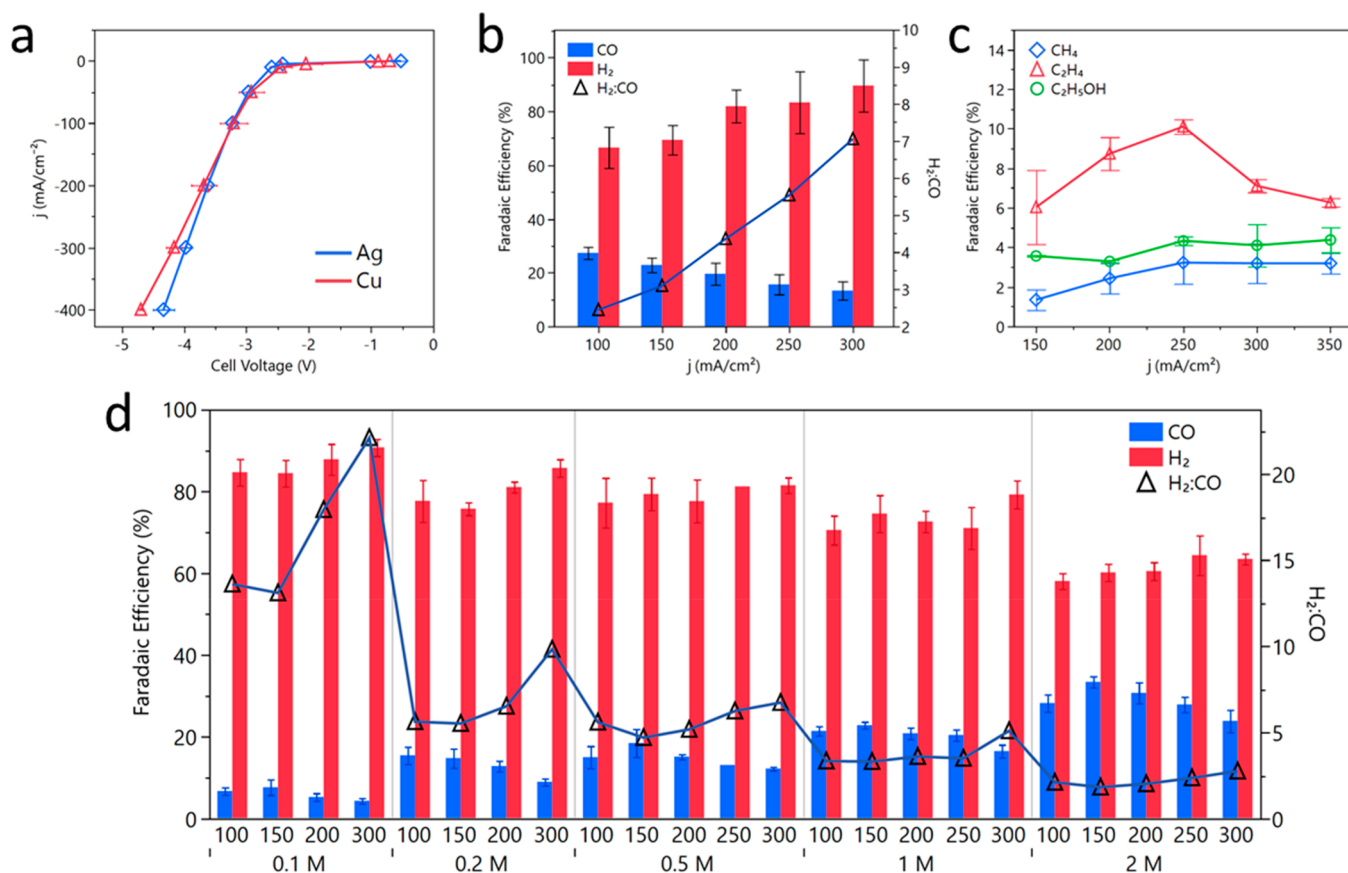 a
0
-100
-200
-300
-400
j (mA/cm⁻²)
Ag
Cu
-5
-4
-3
-2
-1
0
Cell Voltage (V)
b
CO
H₂
H₂:CO
100
80
60
40
20
0
Faradaic Efficiency (%)
10
9
8
7
6
5
4
3
2
H₂:CO
100 150 200 250 300
j (mA/cm²)
c
CH₄
C₂H₄
C₂H₅OH
14
12
10
8
6
4
2
0
Faradaic Efficiency (%)
150 200 250 300 350
j (mA/cm²)
d
CO
H₂
H₂:CO
100
80
60
40
20
0
Faradaic Efficiency (%)
20
15
10
5
0
H₂:CO
100 150 200 300 100 150 200 300 100 150 200 250 300 100 150 200 250 300 100 150 200 250 300
0.1 M 0.2 M 0.5 M 1 M 2 M